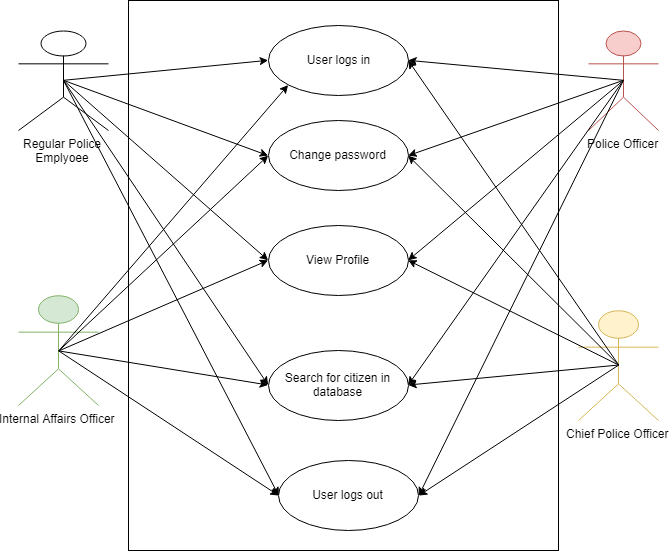 User logs in
Regular Police
Emplyoee
Change password
Police Officer
View Profile
Internal Affairs Officer
Search for citizen in
database
Chief Police Officer
User logs out